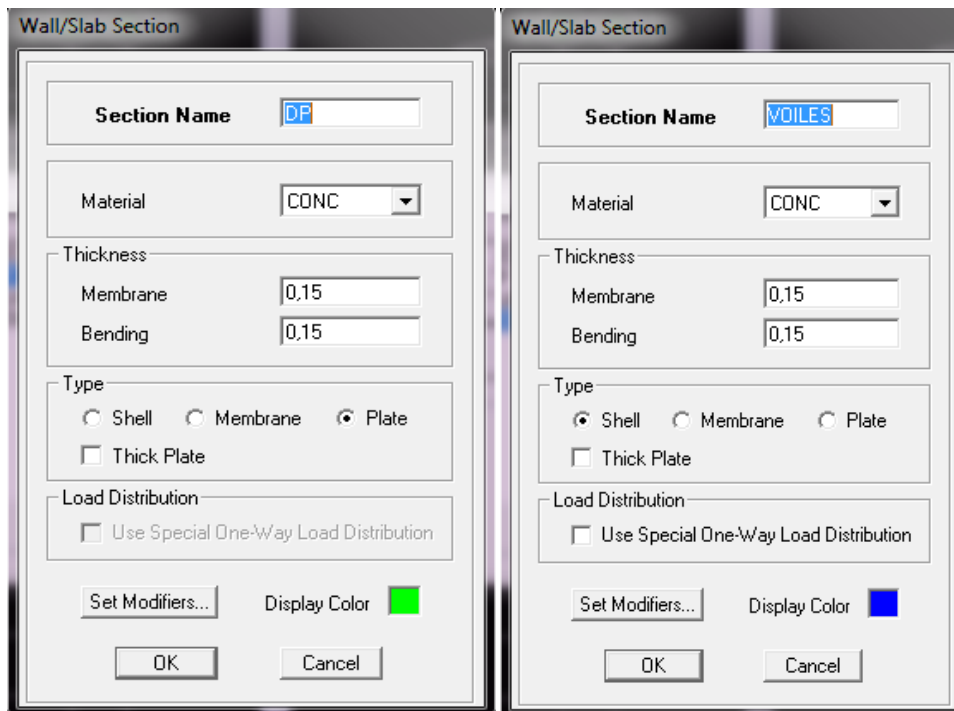 Wall/Slab Section
Section Name DP
Material CONC
Thickness
Membrane 0,15
Bending 0,15
Type
Shell Membrane Plate
Thick Plate
Load Distribution
Use Special One-Way Load Distribution
Set Modifiers... Display Color
OK Cancel
Wall/Slab Section
Section Name VOILES
Material CONC
Thickness
Membrane 0,15
Bending 0,15
Type
Shell Membrane Plate
Thick Plate
Load Distribution
Use Special One-Way Load Distribution
Set Modifiers... Display Color
OK Cancel